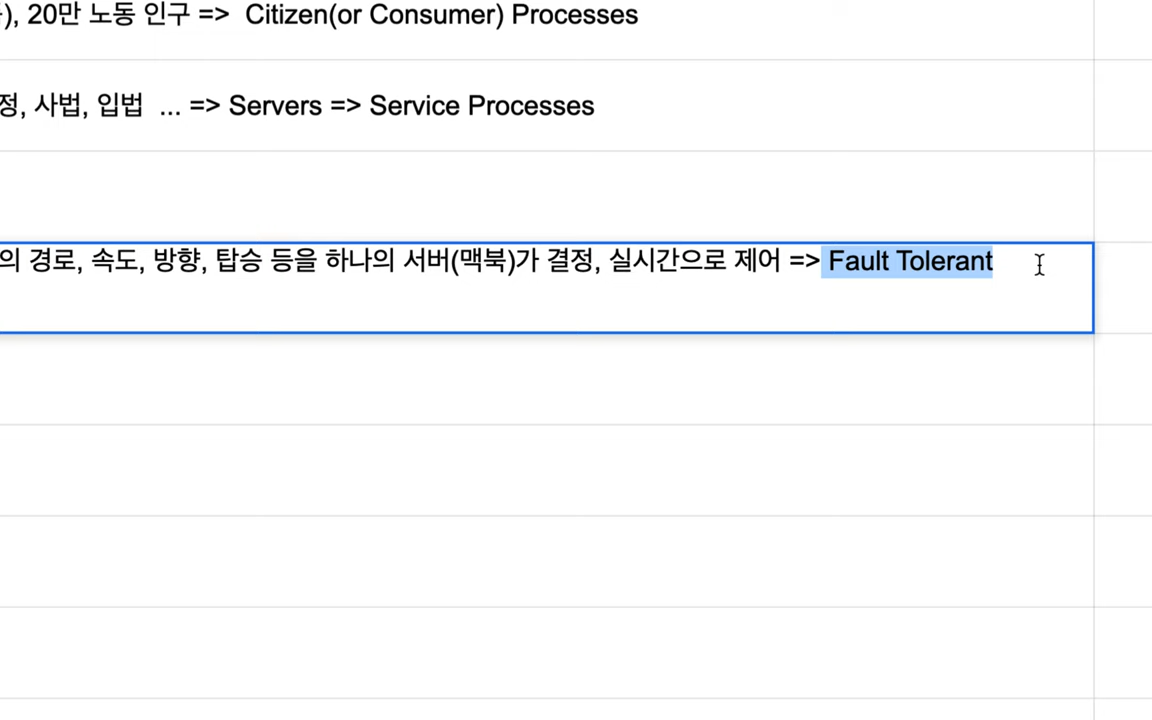 ), 20만 노동 인구 =>  Citizen(or Consumer) Processes
정, 사법, 입법  ... => Servers => Service Processes
의 경로, 속도, 방향, 탑승 등을 하나의 서버(맥북)가 결정, 실시간으로 제어 => Fault Tolerant